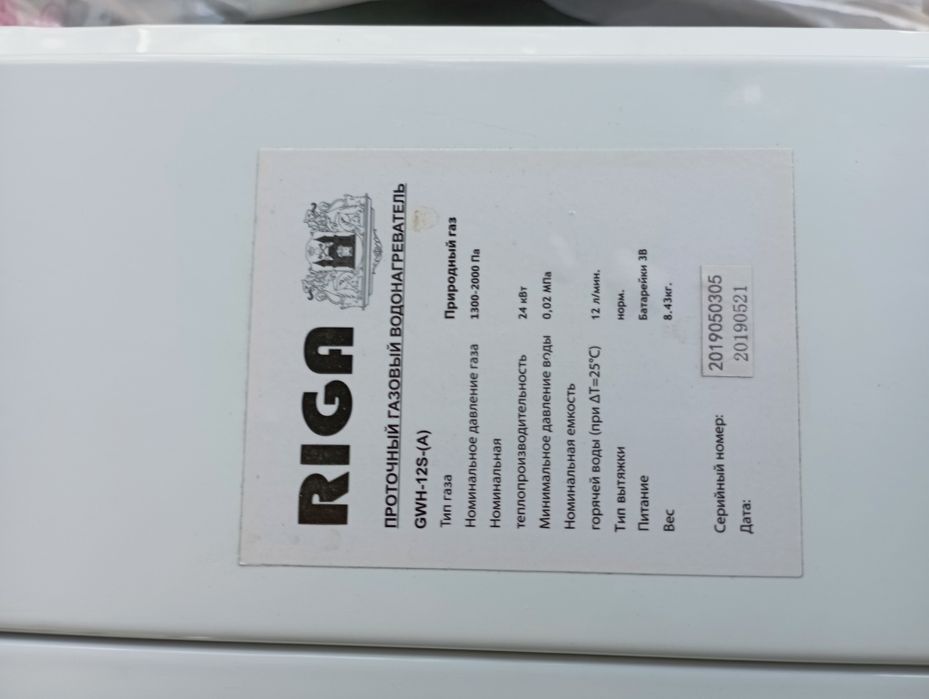 RIGA
ПРОТОЧНЫЙ ГАЗОВЫЙ ВОДОНАГРЕВАТЕЛЬ
GWH-12S-(A)
Тип газа Природный газ
Номинальное давление газа 1300-2000 Па
Номинальная
теплопроизводительность 24 кВт
Минимальное давление воды 0,02 МПа
Номинальная емкость
горячей воды (при ΔT=25°C) 12 л/мин.
Тип вытяжки норм.
Питание Батарейки 3В
Вес 8.43кг.
Серийный номер: 2019050305
Дата: 20190521